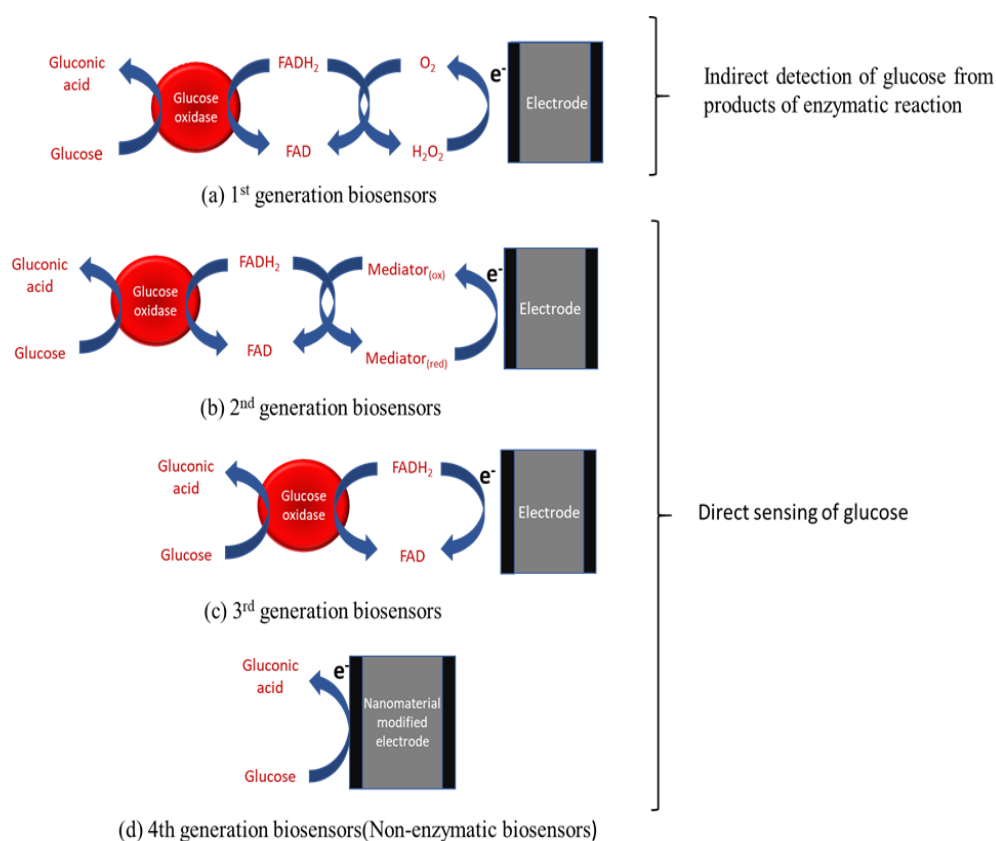 Gluconic
acid
Glucose
oxidase
Glucose
FADH₂
FAD
O₂
H₂O₂
e⁻
Electrode
Indirect detection of glucose from
products of enzymatic reaction
(a) 1ˢᵗ generation biosensors
Gluconic
acid
Glucose
oxidase
Glucose
FADH₂
FAD
Mediator₍ox₎
Mediator₍red₎
e⁻
Electrode
(b) 2ⁿᵈ generation biosensors
Gluconic
acid
Glucose
oxidase
Glucose
FADH₂
FAD
e⁻
Electrode
Direct sensing of glucose
(c) 3ʳᵈ generation biosensors
Gluconic
acid
Glucose
e⁻
Nanomaterial
modified
electrode
(d) 4th generation biosensors(Non-enzymatic biosensors)